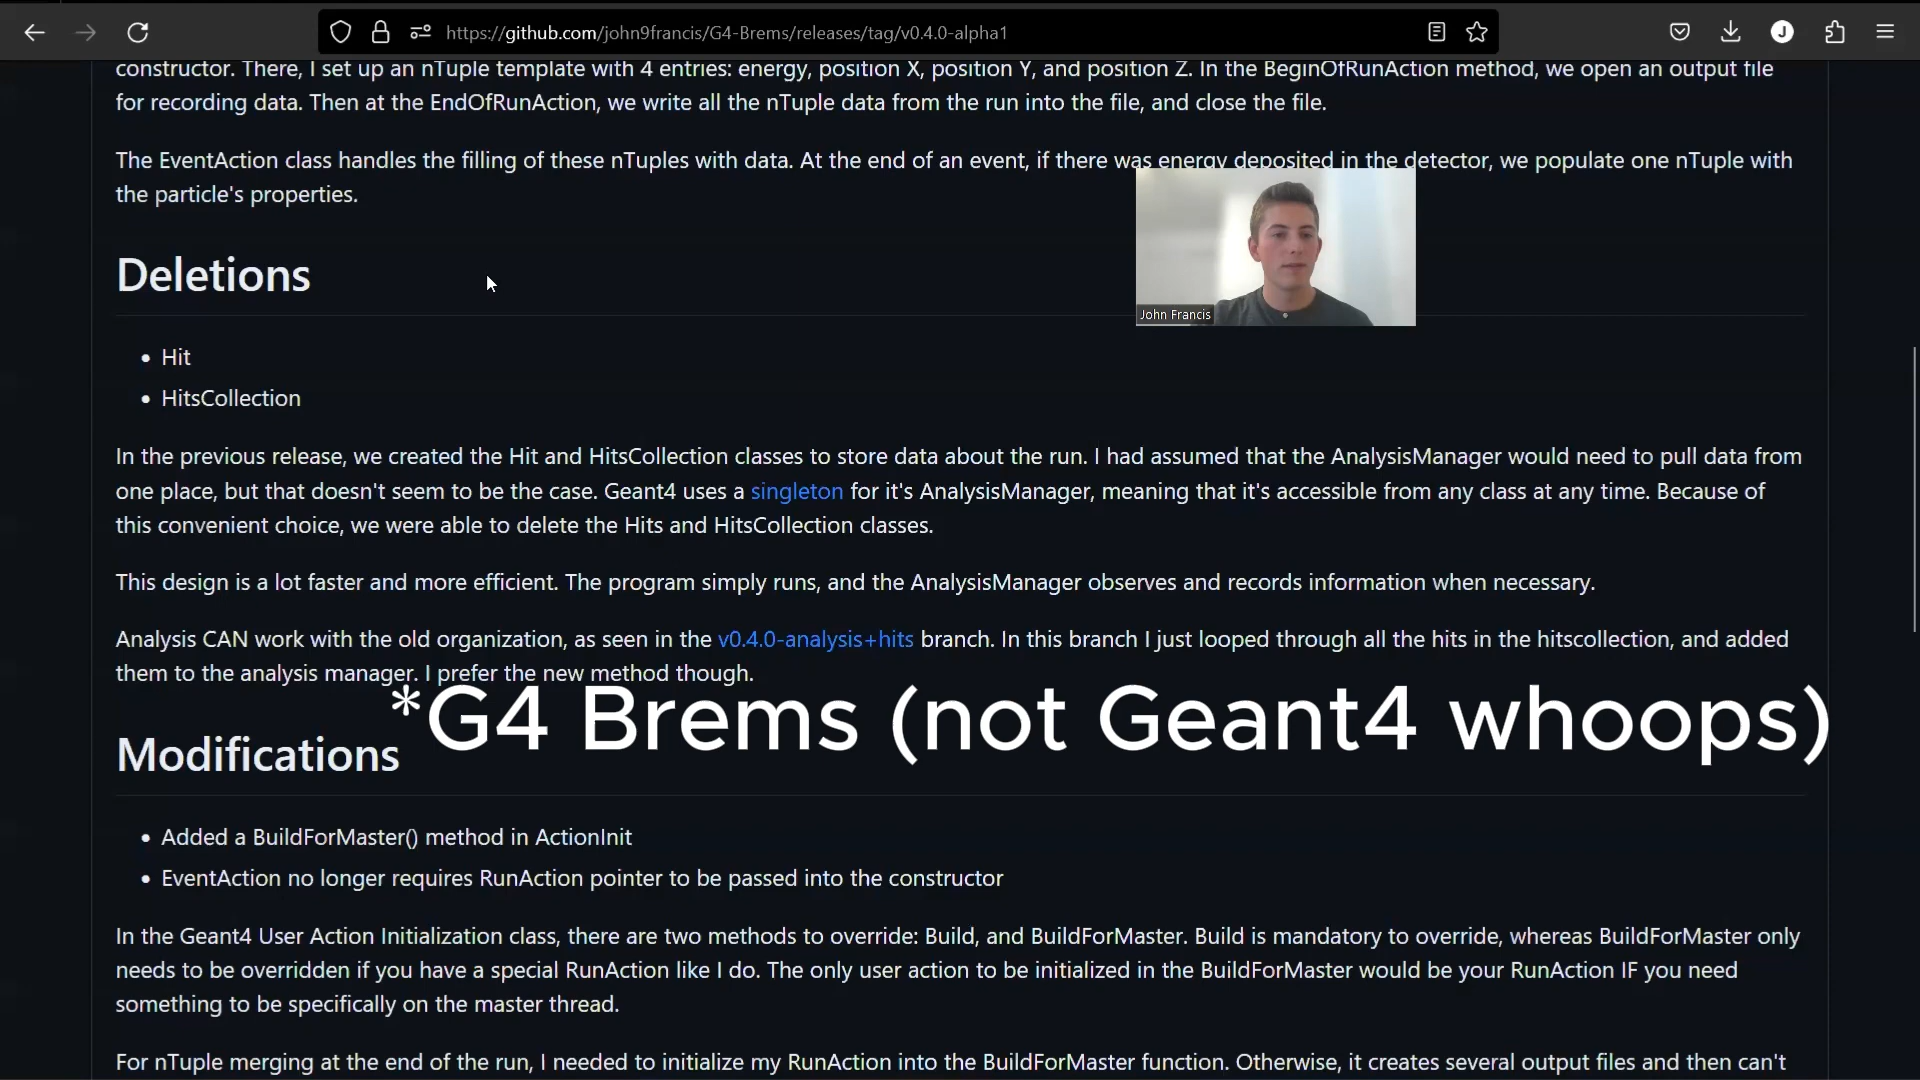 https://github.com/john9francis/G4-Brems/releases/tag/v0.4.0-alpha1
J
constructor. There, I set up an nTuple template with 4 entries: energy, position X, position Y, and position Z. In the BeginOfRunAction method, we open an output file
for recording data. Then at the EndOfRunAction, we write all the nTuple data from the run into the file, and close the file.
The EventAction class handles the filling of these nTuples with data. At the end of an event, if there was energy deposited in the detector, we populate one nTuple with
the particle's properties.
Deletions
John Francis
• Hit
• HitsCollection
In the previous release, we created the Hit and HitsCollection classes to store data about the run. I had assumed that the AnalysisManager would need to pull data from
one place, but that doesn't seem to be the case. Geant4 uses a singleton for it's AnalysisManager, meaning that it's accessible from any class at any time. Because of
this convenient choice, we were able to delete the Hits and HitsCollection classes.
This design is a lot faster and more efficient. The program simply runs, and the AnalysisManager observes and records information when necessary.
Analysis CAN work with the old organization, as seen in the v0.4.0-analysis+hits branch. In this branch I just looped through all the hits in the hitscollection, and added
them to the analysis manager. I prefer the new method though.
*G4 Brems (not Geant4 whoops)
Modifications
• Added a BuildForMaster() method in ActionInit
• EventAction no longer requires RunAction pointer to be passed into the constructor
In the Geant4 User Action Initialization class, there are two methods to override: Build, and BuildForMaster. Build is mandatory to override, whereas BuildForMaster only
needs to be overridden if you have a special RunAction like I do. The only user action to be initialized in the BuildForMaster would be your RunAction IF you need
something to be specifically on the master thread.
For nTuple merging at the end of the run, I needed to initialize my RunAction into the BuildForMaster function. Otherwise, it creates several output files and then can't